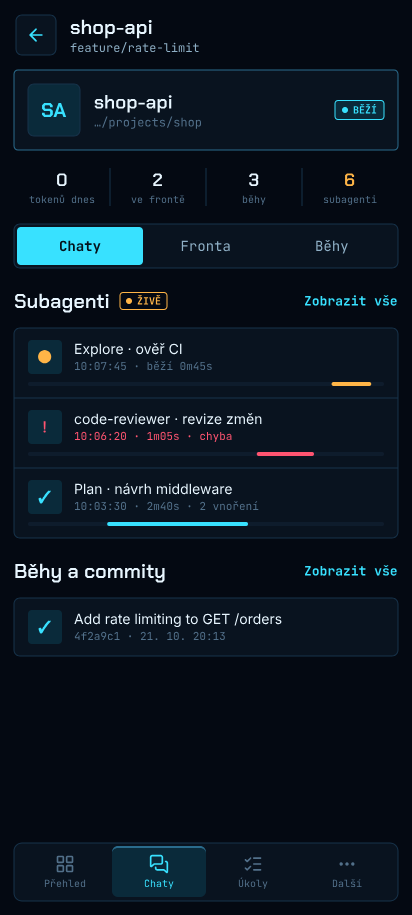 shop-api
feature/rate-limit
SA
shop-api
…/projects/shop
BĚŽÍ
0
tokenů dnes
2
ve frontě
3
běhy
6
subagenti
Chaty
Fronta
Běhy
Subagenti
ŽIVĚ
Zobrazit vše
Explore · ověř CI
10:07:45 · běží 0m45s
!
code-reviewer · revize změn
10:06:20 · 1m05s · chyba
✓
Plan · návrh middleware
10:03:30 · 2m40s · 2 vnoření
Běhy a commity
Zobrazit vše
✓
Add rate limiting to GET /orders
4f2a9c1 · 21. 10. 20:13
Přehled
Chaty
Úkoly
Další